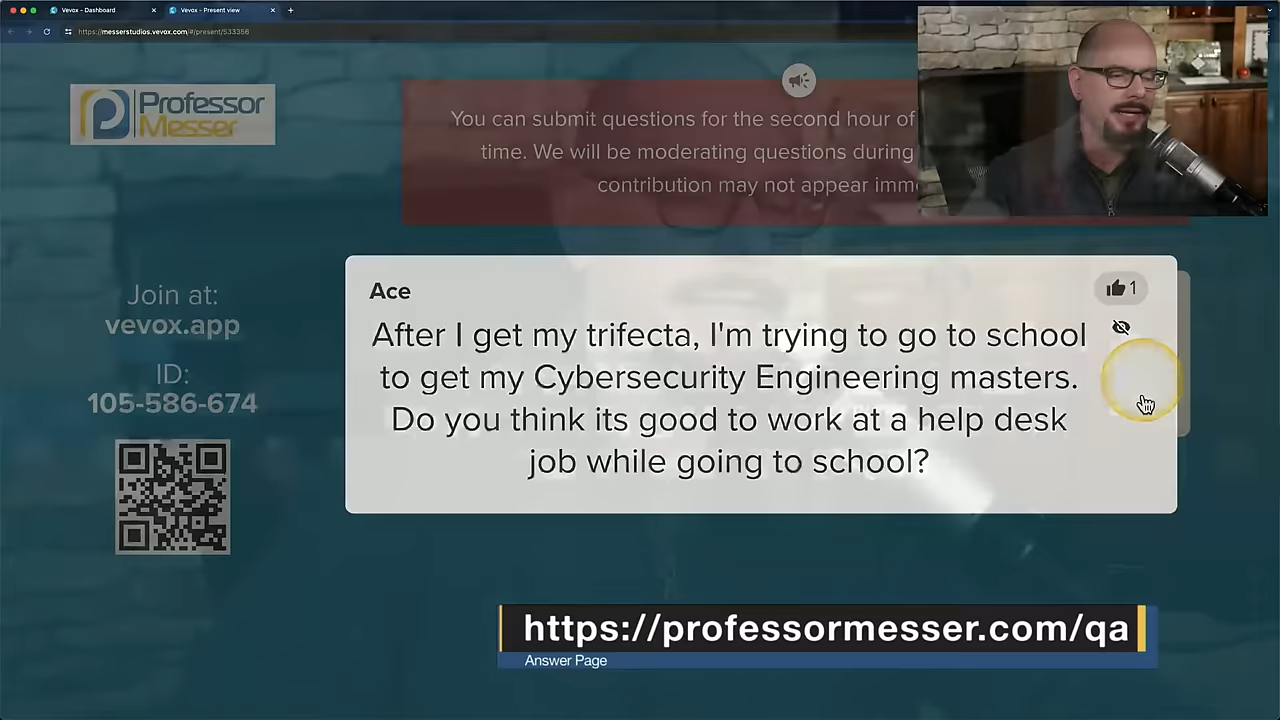 Vevox - Dashboard
Vevox - Present view
https://messerstudios.vevox.com/#/present/533356
Professor
Messer
You can submit questions for the second hour of
time. We will be moderating questions during
contribution may not appear imme
Join at:
vevox.app
ID:
105-586-674
Ace
1
After I get my trifecta, I'm trying to go to school
to get my Cybersecurity Engineering masters.
Do you think its good to work at a help desk
job while going to school?
https://professormesser.com/qa
Answer Page